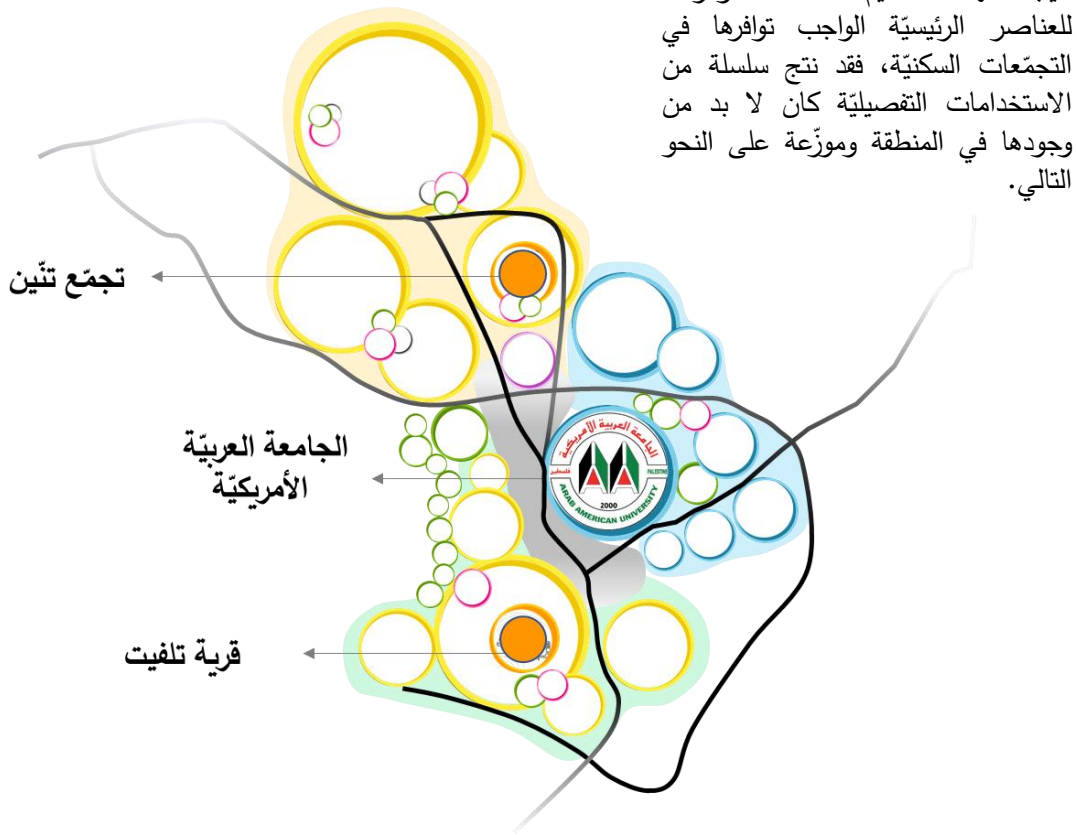 للعناصر الرئيسيّة الواجب توافرها في
التجمّعات السكنيّة، فقد نتج سلسلة من
الاستخدامات التفصيليّة كان لا بد من
وجودها في المنطقة وموزّعة على النحو
التالي.
تجمّع تنّين
الجامعة العربيّة
الأمريكيّة
الجامعة العربية الأمريكية
فلسطين
PALESTINE
2000
ARAB AMERICAN UNIVERSITY
قرية تلفيت